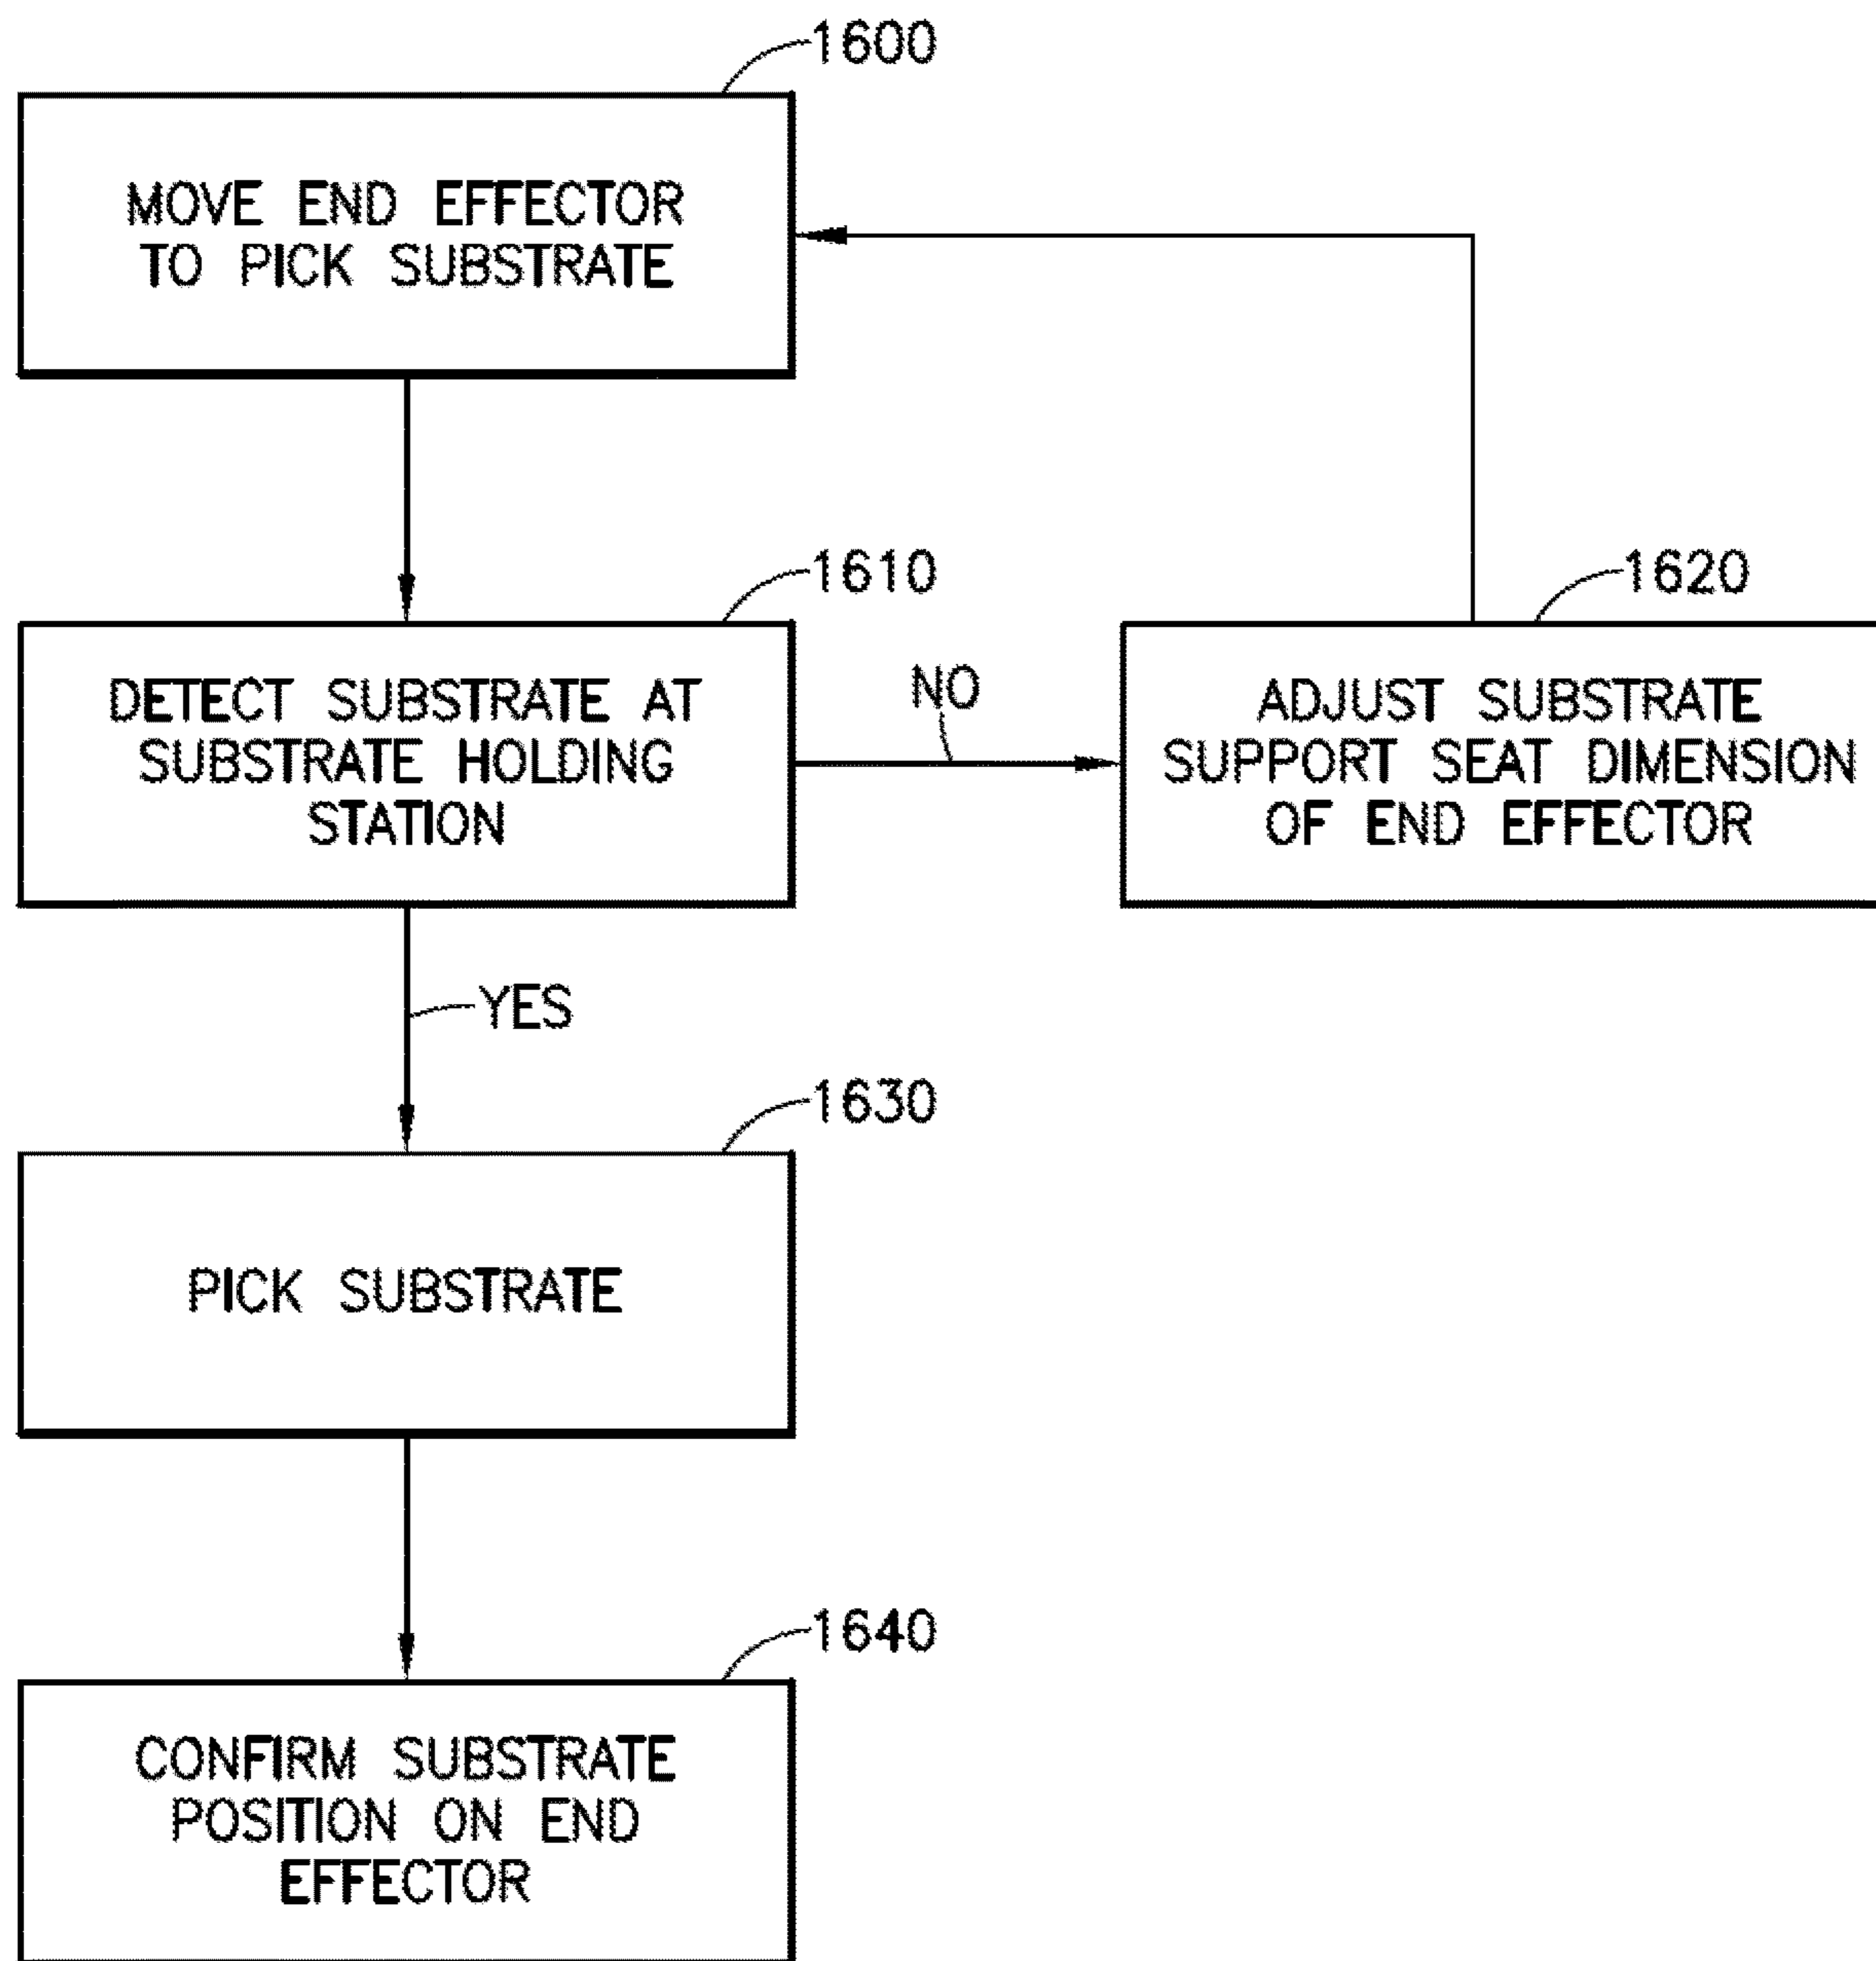 1600
MOVE END EFFECTOR
TO PICK SUBSTRATE
1610
DETECT SUBSTRATE AT
SUBSTRATE HOLDING
STATION
NO
1620
ADJUST SUBSTRATE
SUPPORT SEAT DIMENSION
OF END EFFECTOR
YES
1630
PICK SUBSTRATE
1640
CONFIRM SUBSTRATE
POSITION ON END
EFFECTOR